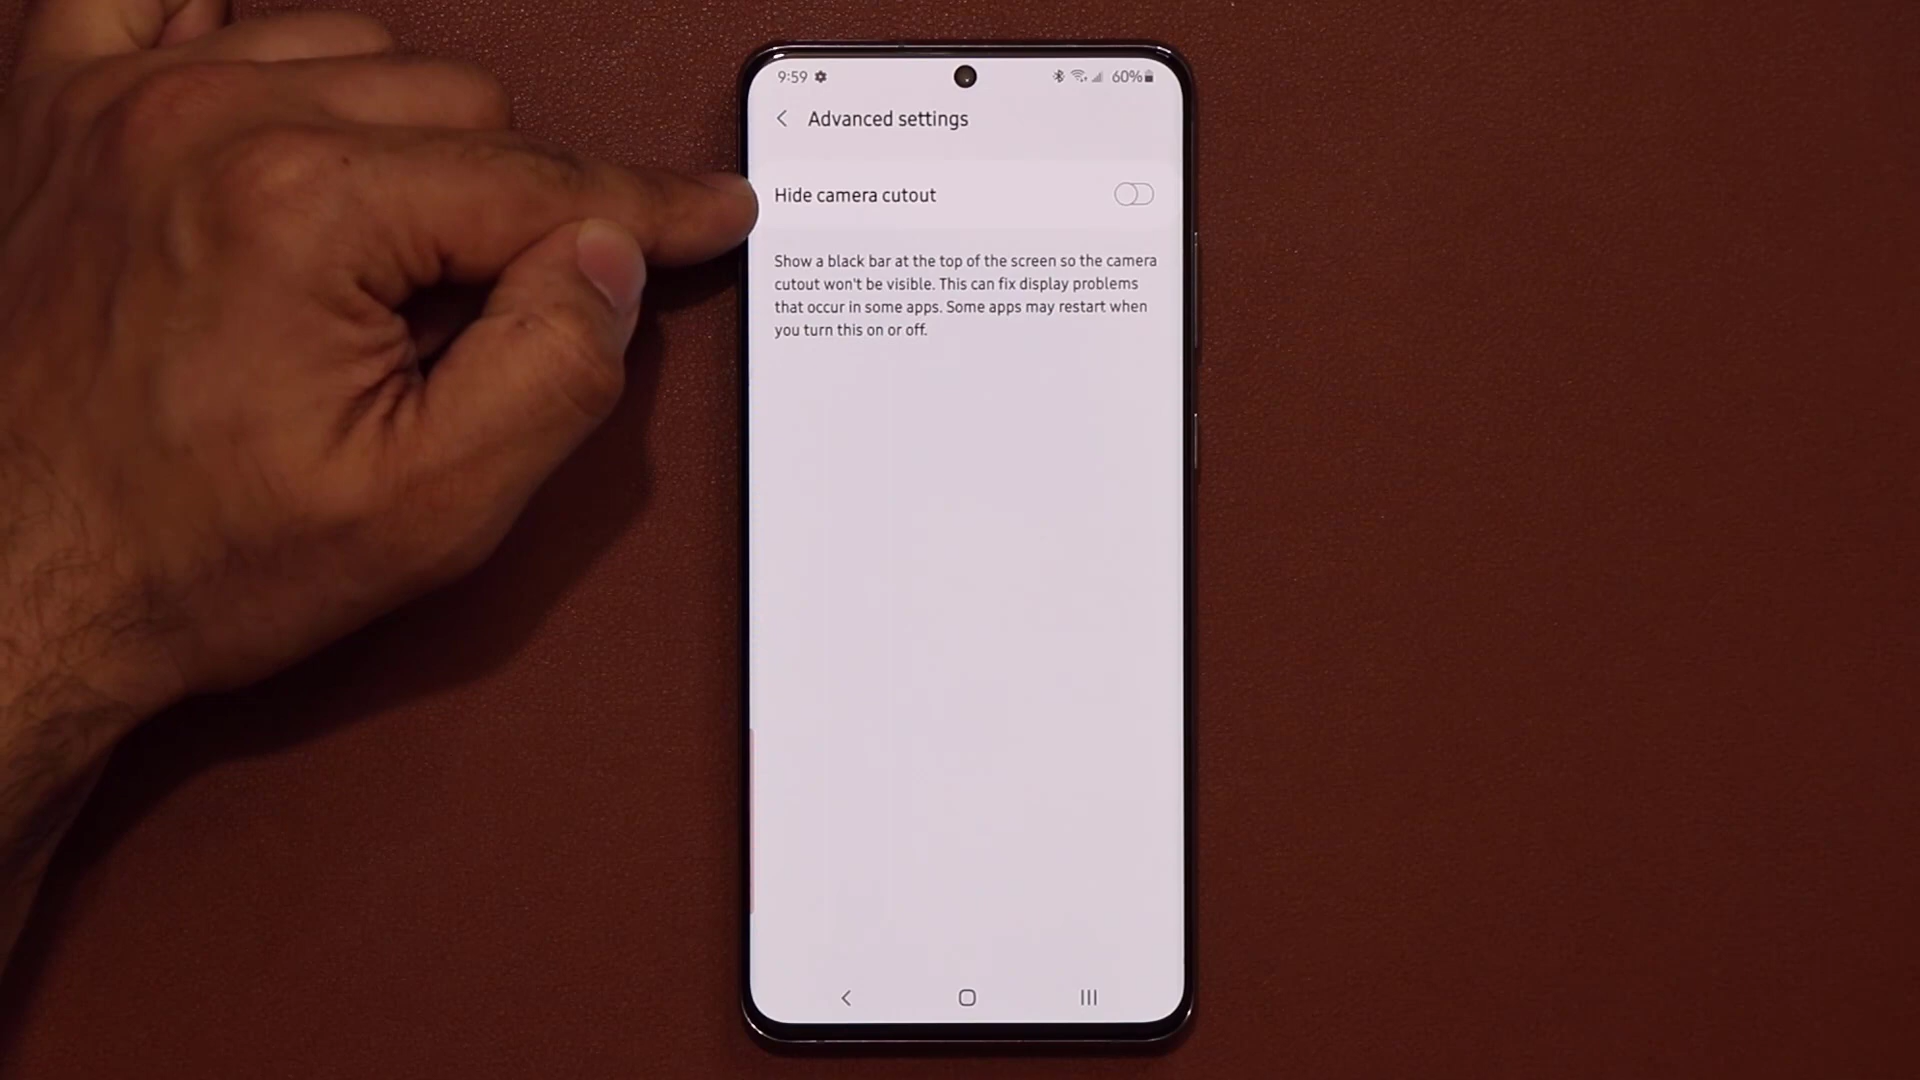 9:59 60%
Advanced settings
Hide camera cutout
Show a black bar at the top of the screen so the camera
cutout won't be visible. This can fix display problems
that occur in some apps. Some apps may restart when
you turn this on or off.